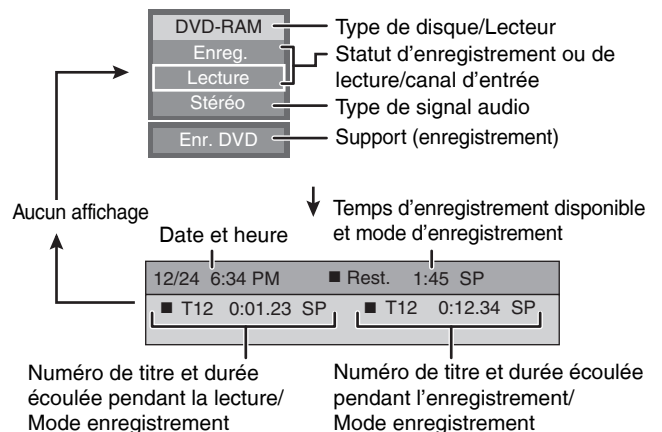 DVD-RAM
Type de disque/Lecteur
Enreg.
Statut d'enregistrement ou de
lecture/canal d'entrée
Lecture
Stéréo
Type de signal audio
Enr. DVD
Support (enregistrement)
Aucun affichage
Date et heure
Temps d'enregistrement disponible
et mode d'enregistrement
12/24 6:34 PM ■ Rest. 1:45 SP
■ T12 0:01.23 SP ■ T12 0:12.34 SP
Numéro de titre et durée
écoulée pendant la lecture/
Mode enregistrement
Numéro de titre et durée écoulée
pendant l'enregistrement/
Mode enregistrement